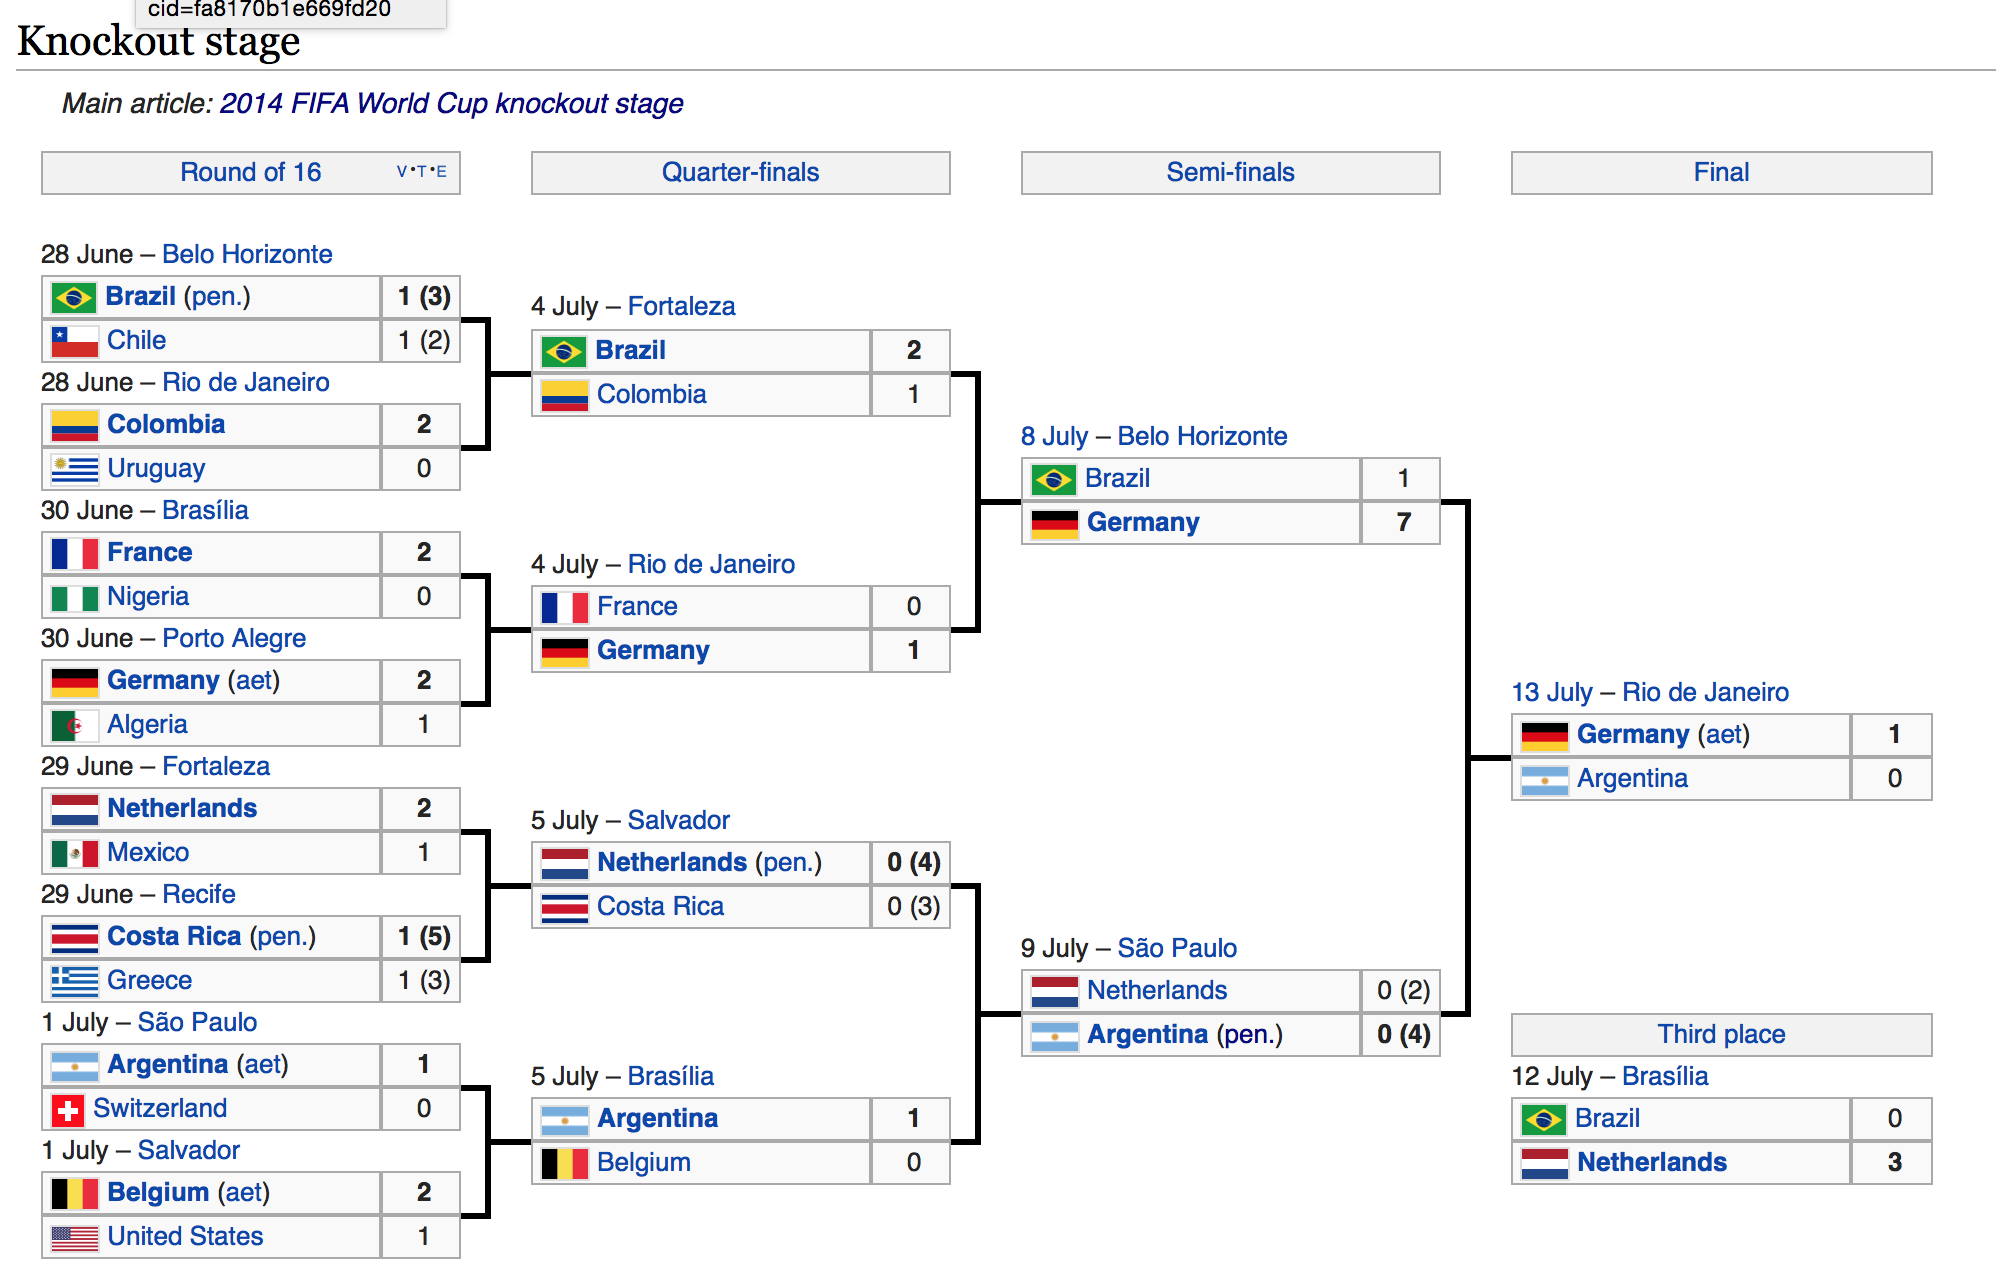 cid=fa8170b1e669fd20
Knockout stage
Main article: 2014 FIFA World Cup knockout stage
Round of 16 V•T•E
Quarter-finals
Semi-finals
Final
28 June – Belo Horizonte
Brazil (pen.) 1 (3)
Chile 1 (2)
28 June – Rio de Janeiro
Colombia 2
Uruguay 0
30 June – Brasília
France 2
Nigeria 0
30 June – Porto Alegre
Germany (aet) 2
Algeria 1
29 June – Fortaleza
Netherlands 2
Mexico 1
29 June – Recife
Costa Rica (pen.) 1 (5)
Greece 1 (3)
1 July – São Paulo
Argentina (aet) 1
Switzerland 0
1 July – Salvador
Belgium (aet) 2
United States 1
4 July – Fortaleza
Brazil 2
Colombia 1
4 July – Rio de Janeiro
France 0
Germany 1
5 July – Salvador
Netherlands (pen.) 0 (4)
Costa Rica 0 (3)
5 July – Brasília
Argentina 1
Belgium 0
8 July – Belo Horizonte
Brazil 1
Germany 7
9 July – São Paulo
Netherlands 0 (2)
Argentina (pen.) 0 (4)
13 July – Rio de Janeiro
Germany (aet) 1
Argentina 0
Third place
12 July – Brasília
Brazil 0
Netherlands 3